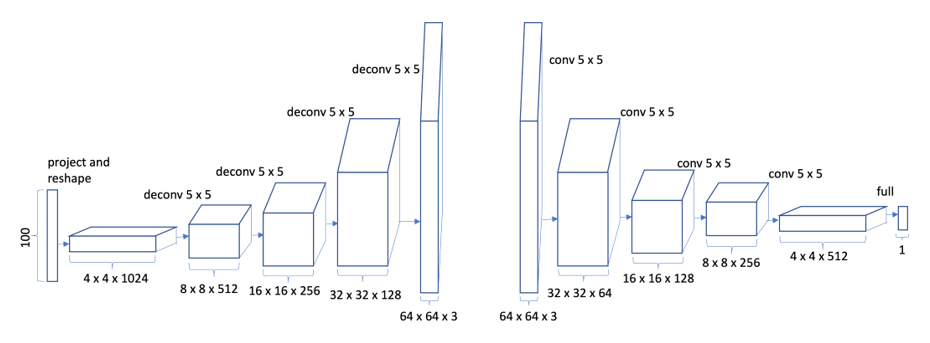 project and
reshape
100
4 x 4 x 1024
deconv 5 x 5
8 x 8 x 512
deconv 5 x 5
16 x 16 x 256
deconv 5 x 5
32 x 32 x 128
deconv 5 x 5
64 x 64 x 3
64 x 64 x 3
conv 5 x 5
32 x 32 x 64
conv 5 x 5
16 x 16 x 128
conv 5 x 5
8 x 8 x 256
conv 5 x 5
4 x 4 x 512
full
1